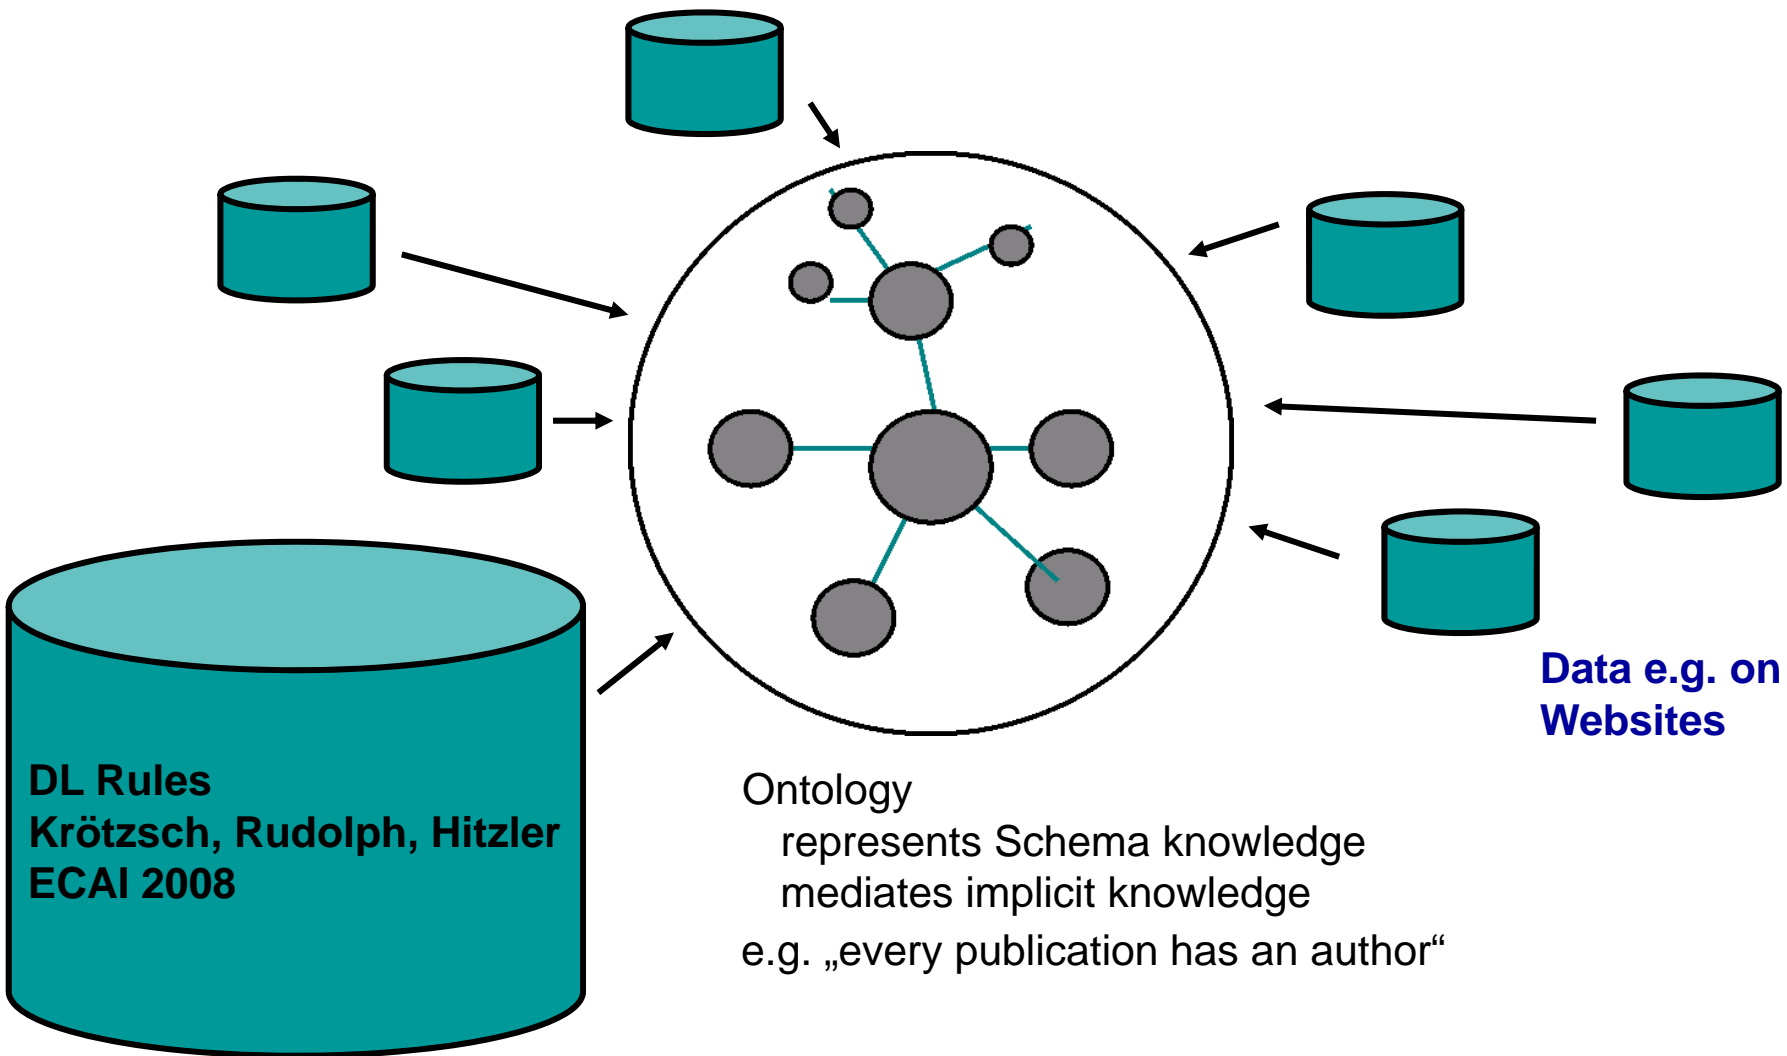 Data e.g. on
Websites
DL Rules
Krötzsch, Rudolph, Hitzler
ECAI 2008
Ontology
represents Schema knowledge
mediates implicit knowledge
e.g. „every publication has an author“